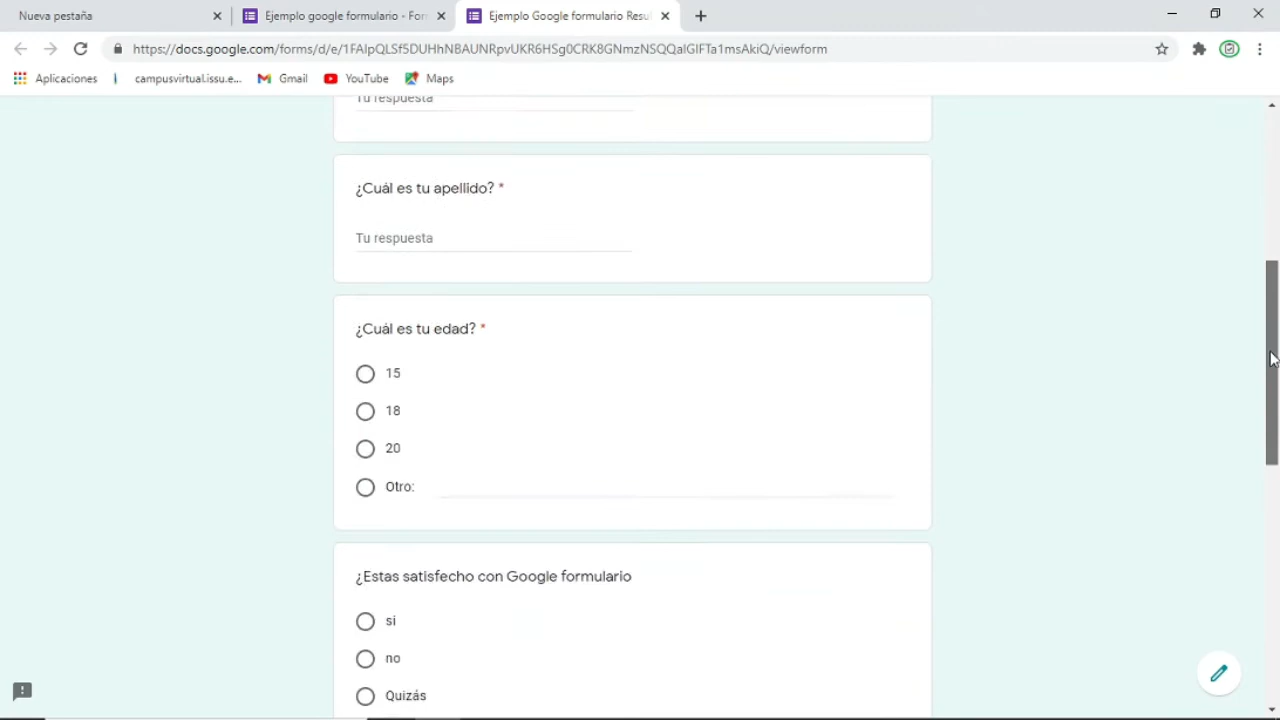 Nueva pestaña
Ejemplo google formulario - Forr
Ejemplo Google formulario Resu
https://docs.google.com/forms/d/e/1FAIpQLSf5DUHhNBAUNRpvUKR6HSg0CRK8GNmzNSQQalGIFTa1msAkiQ/viewform
Aplicaciones
campusvirtual.issu.e...
Gmail
YouTube
Maps
Tu respuesta
¿Cuál es tu apellido? *
Tu respuesta
¿Cuál es tu edad? *
15
18
20
Otro:
¿Estas satisfecho con Google formulario
si
no
Quizás